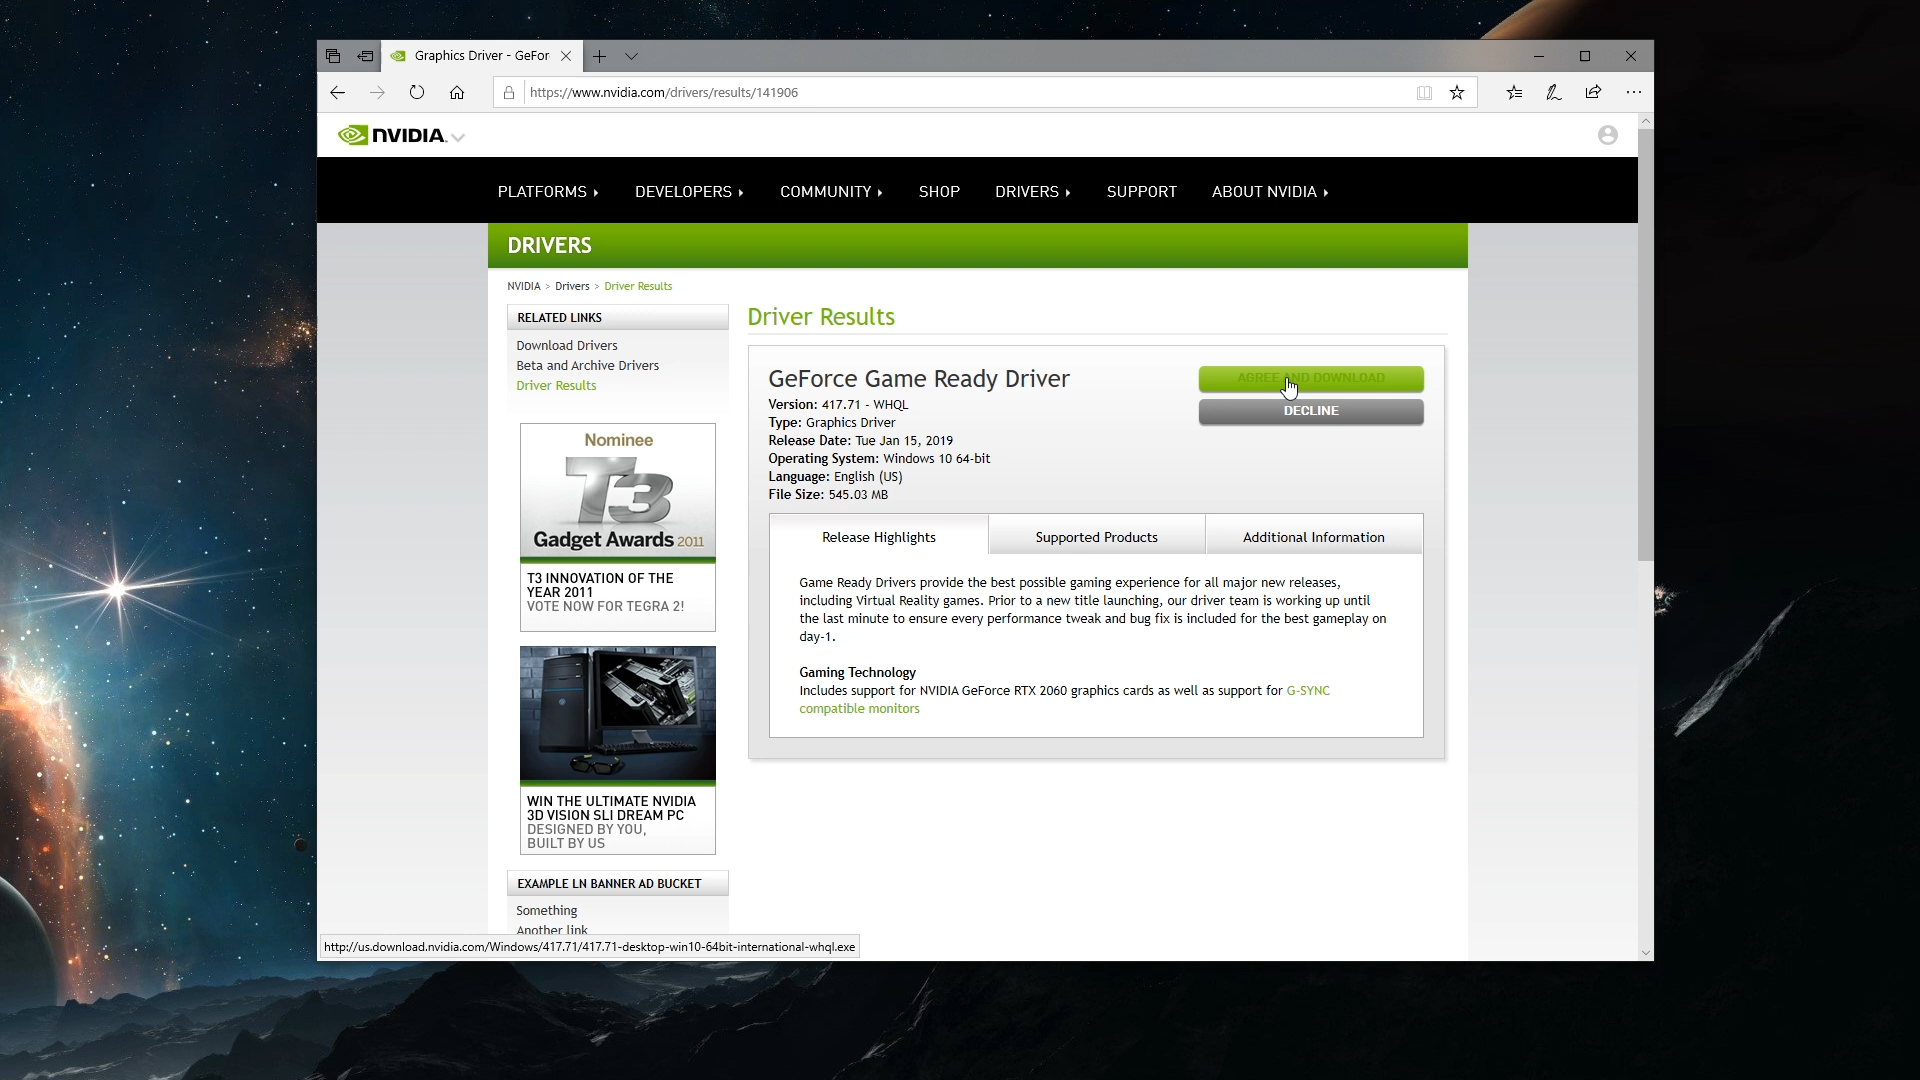 Graphics Driver - GeFor
https://www.nvidia.com/drivers/results/141906
NVIDIA.
PLATFORMS DEVELOPERS COMMUNITY SHOP DRIVERS SUPPORT ABOUT NVIDIA
DRIVERS
NVIDIA > Drivers > Driver Results
RELATED LINKS
Download Drivers
Beta and Archive Drivers
Driver Results
Nominee
T3
Gadget Awards 2011
T3 INNOVATION OF THE
YEAR 2011
VOTE NOW FOR TEGRA 2!
WIN THE ULTIMATE NVIDIA
3D VISION SLI DREAM PC
DESIGNED BY YOU,
BUILT BY US
EXAMPLE LN BANNER AD BUCKET
Something
Another link
Driver Results
GeForce Game Ready Driver
Version: 417.71 - WHQL
Type: Graphics Driver
Release Date: Tue Jan 15, 2019
Operating System: Windows 10 64-bit
Language: English (US)
File Size: 545.03 MB
AGREE AND DOWNLOAD
DECLINE
Release Highlights Supported Products Additional Information
Game Ready Drivers provide the best possible gaming experience for all major new releases,
including Virtual Reality games. Prior to a new title launching, our driver team is working up until
the last minute to ensure every performance tweak and bug fix is included for the best gameplay on
day-1.
Gaming Technology
Includes support for NVIDIA GeForce RTX 2060 graphics cards as well as support for G-SYNC
compatible monitors
http://us.download.nvidia.com/Windows/417.71/417.71-desktop-win10-64bit-international-whql.exe